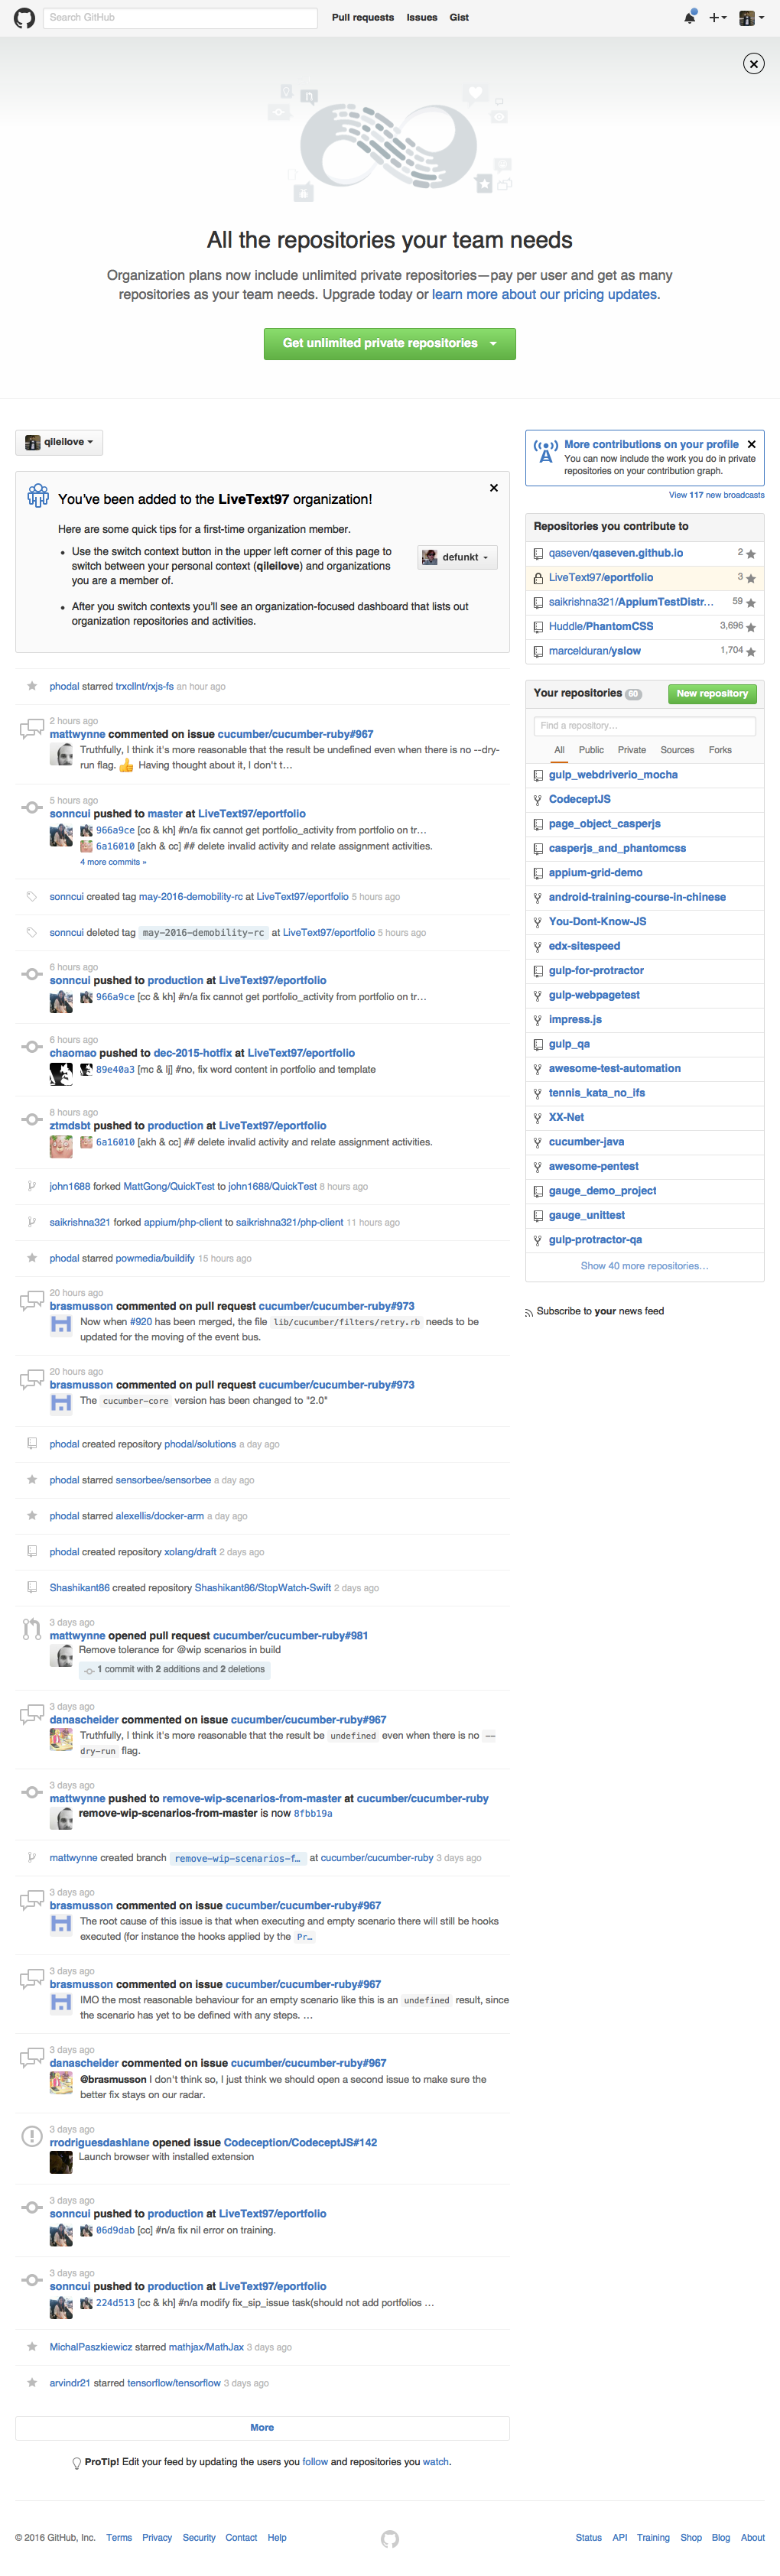 Search GitHub
Pull requests Issues Gist
All the repositories your team needs
Organization plans now include unlimited private repositories—pay per user and get as many
repositories as your team needs. Upgrade today or learn more about our pricing updates.
Get unlimited private repositories
qileilove
You've been added to the LiveText97 organization!
Here are some quick tips for a first-time organization member.
• Use the switch context button in the upper left corner of this page to
switch between your personal context (qileilove) and organizations
you are a member of.
defunkt
• After you switch contexts you'll see an organization-focused dashboard that lists out
organization repositories and activities.
phodal starred trxcllnt/rxjs-fs an hour ago
2 hours ago
mattwynne commented on issue cucumber/cucumber-ruby#967
Truthfully, I think it's more reasonable that the result be undefined even when there is no --dry-
run flag. 👍 Having thought about it, I don't t…
5 hours ago
sonncui pushed to master at LiveText97/eportfolio
966a9ce [cc & kh] #n/a fix cannot get portfolio_activity from portfolio on tr…
6a16010 [akh & cc] ## delete invalid activity and relate assignment activities.
4 more commits »
sonncui created tag may-2016-demobility-rc at LiveText97/eportfolio 5 hours ago
sonncui deleted tag may-2016-demobility-rc at LiveText97/eportfolio 5 hours ago
6 hours ago
sonncui pushed to production at LiveText97/eportfolio
966a9ce [cc & kh] #n/a fix cannot get portfolio_activity from portfolio on tr…
6 hours ago
chaomao pushed to dec-2015-hotfix at LiveText97/eportfolio
89e40a3 [mc & lj] #no, fix word content in portfolio and template
8 hours ago
ztmdsbt pushed to production at LiveText97/eportfolio
6a16010 [akh & cc] ## delete invalid activity and relate assignment activities.
john1688 forked MattGong/QuickTest to john1688/QuickTest 8 hours ago
saikrishna321 forked appium/php-client to saikrishna321/php-client 11 hours ago
phodal starred powmedia/buildify 15 hours ago
20 hours ago
brasmusson commented on pull request cucumber/cucumber-ruby#973
Now when #920 has been merged, the file lib/cucumber/filters/retry.rb needs to be
updated for the moving of the event bus.
20 hours ago
brasmusson commented on pull request cucumber/cucumber-ruby#973
The cucumber-core version has been changed to "2.0"
phodal created repository phodal/solutions a day ago
phodal starred sensorbee/sensorbee a day ago
phodal starred alexellis/docker-arm a day ago
phodal created repository xolang/draft 2 days ago
Shashikant86 created repository Shashikant86/StopWatch-Swift 2 days ago
3 days ago
mattwynne opened pull request cucumber/cucumber-ruby#981
Remove tolerance for @wip scenarios in build
1 commit with 2 additions and 2 deletions
3 days ago
danascheider commented on issue cucumber/cucumber-ruby#967
Truthfully, I think it's more reasonable that the result be undefined even when there is no --
dry-run flag.
3 days ago
mattwynne pushed to remove-wip-scenarios-from-master at cucumber/cucumber-ruby
remove-wip-scenarios-from-master is now 8fbb19a
mattwynne created branch remove-wip-scenarios-f… at cucumber/cucumber-ruby 3 days ago
3 days ago
brasmusson commented on issue cucumber/cucumber-ruby#967
The root cause of this issue is that when executing and empty scenario there will still be hooks
executed (for instance the hooks applied by the Pr…
3 days ago
brasmusson commented on issue cucumber/cucumber-ruby#967
IMO the most reasonable behaviour for an empty scenario like this is an undefined result, since
the scenario has yet to be defined with any steps. …
3 days ago
danascheider commented on issue cucumber/cucumber-ruby#967
@brasmusson I don't think so, I just think we should open a second issue to make sure the
better fix stays on our radar.
3 days ago
rrodriguesdashlane opened issue Codeception/CodeceptJS#142
Launch browser with installed extension
3 days ago
sonncui pushed to production at LiveText97/eportfolio
06d9dab [cc] #n/a fix nil error on training.
3 days ago
sonncui pushed to production at LiveText97/eportfolio
224d513 [cc & kh] #n/a modify fix_sip_issue task(should not add portfolios …
MichalPaszkiewicz starred mathjax/MathJax 3 days ago
arvindr21 starred tensorflow/tensorflow 3 days ago
More
ProTip! Edit your feed by updating the users you follow and repositories you watch.
More contributions on your profile
You can now include the work you do in private
repositories on your contribution graph.
View 117 new broadcasts
Repositories you contribute to
qaseven/qaseven.github.io 2
LiveText97/eportfolio 3
saikrishna321/AppiumTestDistr… 59
Huddle/PhantomCSS 3,696
marcelduran/yslow 1,704
Your repositories 60 New repository
Find a repository…
All Public Private Sources Forks
gulp_webdriverio_mocha
CodeceptJS
page_object_casperjs
casperjs_and_phantomcss
appium-grid-demo
android-training-course-in-chinese
You-Dont-Know-JS
edx-sitespeed
gulp-for-protractor
gulp-webpagetest
impress.js
gulp_qa
awesome-test-automation
tennis_kata_no_ifs
XX-Net
cucumber-java
awesome-pentest
gauge_demo_project
gauge_unittest
gulp-protractor-qa
Show 40 more repositories…
Subscribe to your news feed
© 2016 GitHub, Inc. Terms Privacy Security Contact Help
Status API Training Shop Blog About